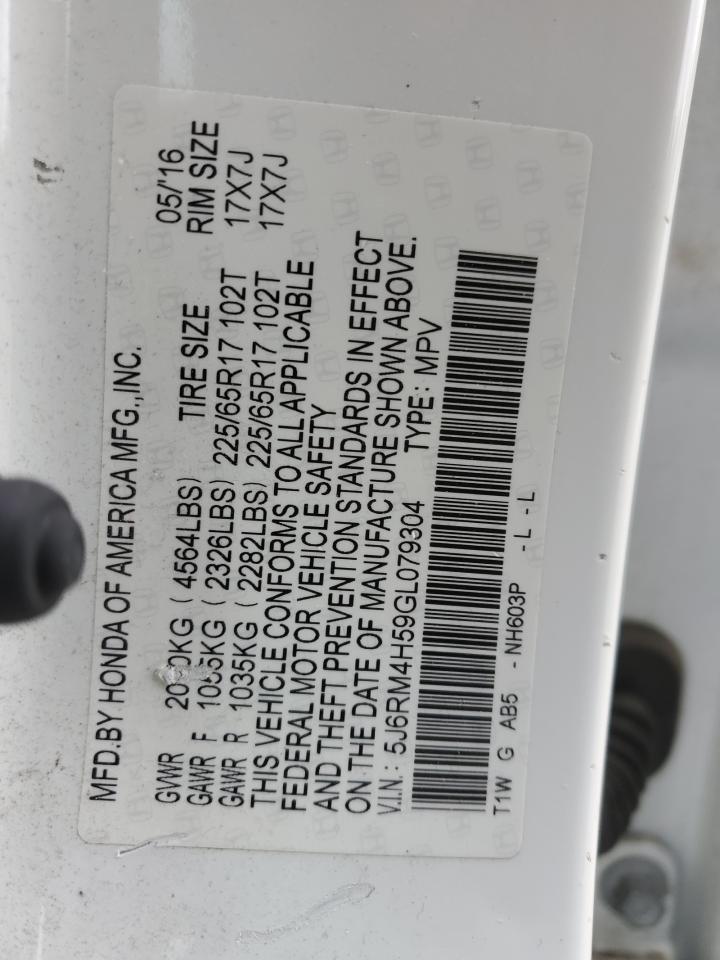 MFD.BY HONDA OF AMERICA MFG.,INC. 05/'16
GVWR ( 4564LBS) TIRE SIZE RIM SIZE
GAWR F ( 2326LBS) 225/65R17 102T 17X7J
GAWR R 1035KG ( 2282LBS) 225/65R17 102T 17X7J
THIS VEHICLE CONFORMS TO ALL APPLICABLE
FEDERAL MOTOR VEHICLE SAFETY
AND THEFT PREVENTION STANDARDS IN EFFECT
ON THE DATE OF MANUFACTURE SHOWN ABOVE.
V.I.N.: 5J6RM4H59GL079304 TYPE: MPV
T1W G AB5 - NH603P - L - L